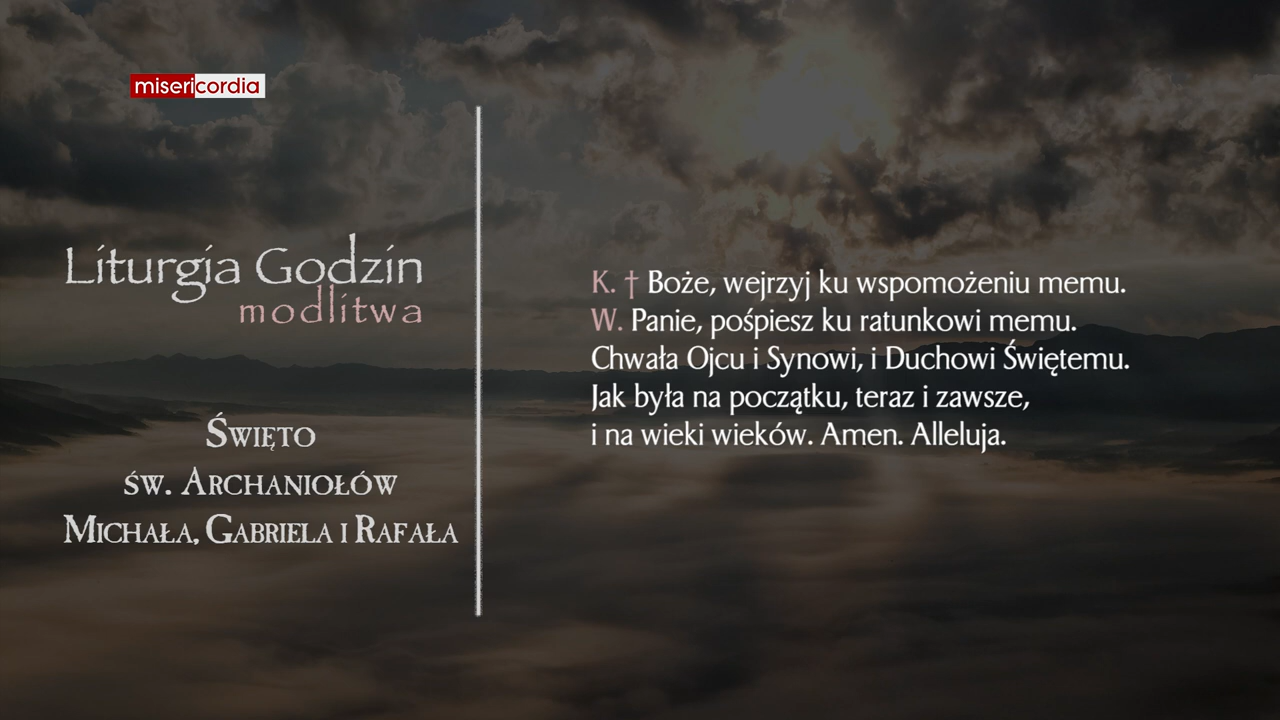 misericordia
Liturgia Godzin
modlitwa
Święto
św. Archaniołów
Michała, Gabriela i Rafała
K. † Boże, wejrzyj ku wspomożeniu memu.
W. Panie, pośpiesz ku ratunkowi memu.
Chwała Ojcu i Synowi, i Duchowi Świętemu.
Jak była na początku, teraz i zawsze,
i na wieki wieków. Amen. Alleluja.